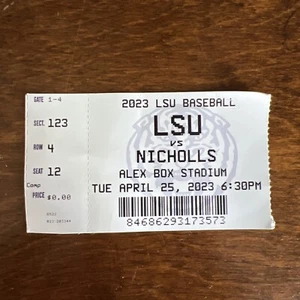 GATE 1-4
SECT. 123
ROW 4
SEAT 12
Comp
PRICE $0.00
2023 LSU BASEBALL
LSU
vs
NICHOLLS
ALEX BOX STADIUM
TUE APRIL 25, 2023 6:30PM
84686293173573